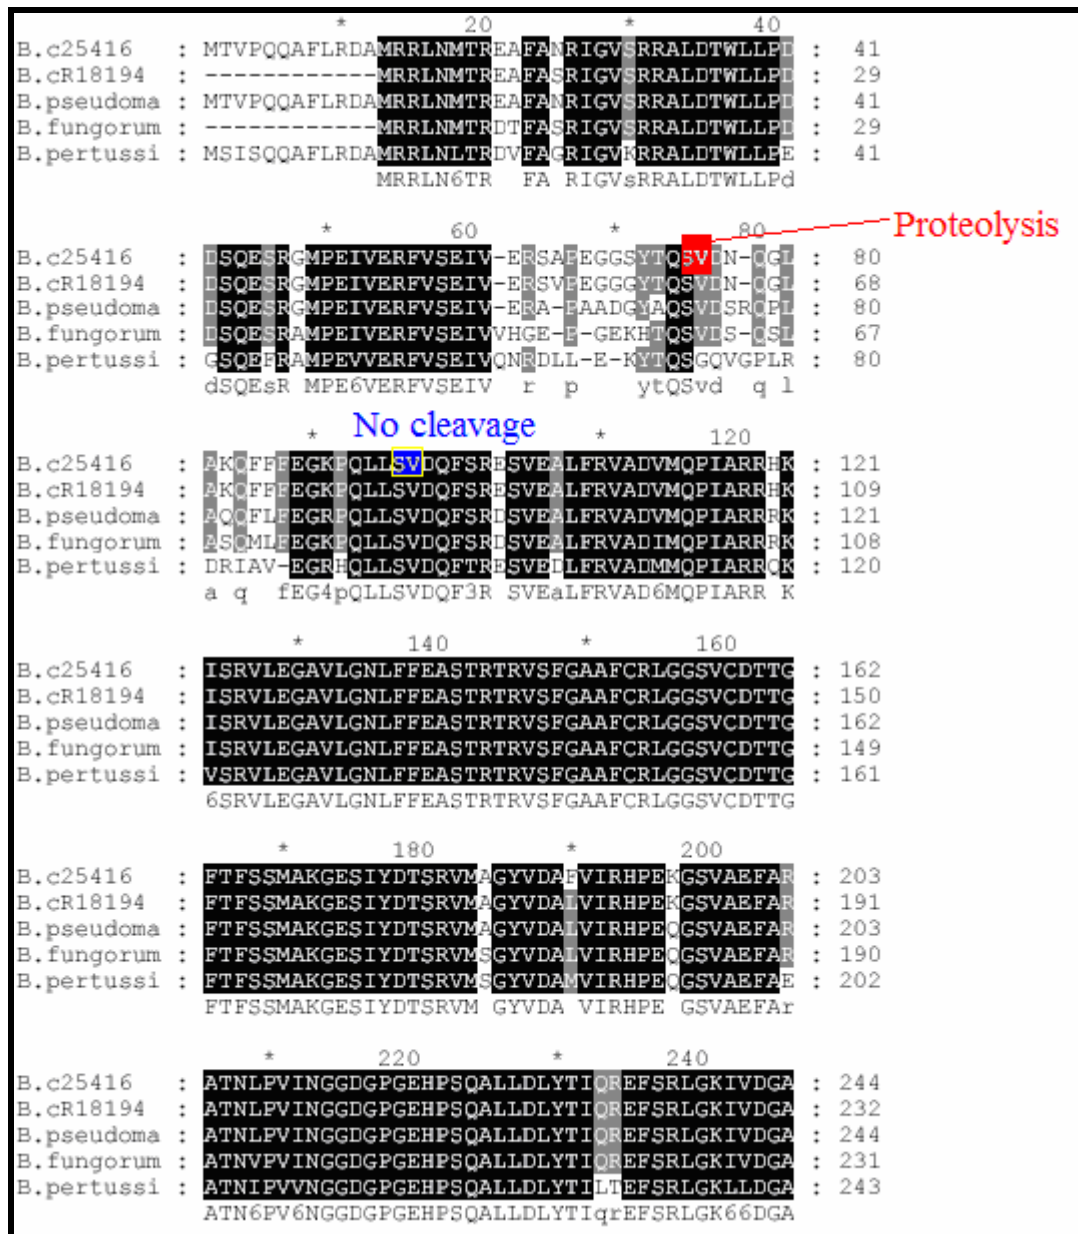 * 20 * 40
B.c25416 : MTVPQQAFLRDAMRRLNMTREAFANRIGVSRRALDTWLLPD : 41
B.cR18194 : ------------MRRLNMTREAFASRIGVSRRALDTWLLPD : 29
B.pseudoma : MTVPQQAFLRDAMRRLNMTREAFANRIGVSRRALDTWLLPD : 41
B.fungorum : ------------MRRLNMTRDTFASRIGVSRRALDTWLLPD : 29
B.pertussi : MSISQQAFLRDAMRRLNLTRDVFAGRIGVKRRALDTWLLPE : 41
MRRLN6TR FA RIGVsRRALDTWLLPd
* 60 * 80
Proteolysis
B.c25416 : DSQESRGMPEIVERFVSEIV-ERSAPEGGSYTQSVDN-QGL : 80
B.cR18194 : DSQESRGMPEIVERFVSEIV-ERSVPEGGGYTQSVDN-QGL : 68
B.pseudoma : DSQESRGMPEIVERFVSEIV-ERA-PAADGYAQSVDSRQPL : 80
B.fungorum : DSQESRAMPEIVERFVSEIVVHGE-P-GEKHTQSVDS-QSL : 67
B.pertussi : GSQEFRAMPEVVERFVSEIVQNRDLL-E-KYTQSGQVGPLR : 80
dSQEsR MPE6VERFVSEIV r p ytQSvd q l
No cleavage
* * 120
B.c25416 : AKQFFFEGKPQLLSVDQFSRESVEALFRVADVMQPIARRHK : 121
B.cR18194 : AKQFFFEGKPQLLSVDQFSRESVEALFRVADVMQPIARRHK : 109
B.pseudoma : AQQFLFEGRPQLLSVDQFSRDSVEALFRVADVMQPIARRRK : 121
B.fungorum : ASQMLFEGKPQLLSVDQFSRDSVEALFRVADIMQPIARRRK : 108
B.pertussi : DRIAV-EGRHQLLSVDQFTRESVEDLFRVADMMQPIARRQK : 120
a q fEG4pQLLSVDQF3R SVEaLFRVAD6MQPIARR K
* 140 * 160
B.c25416 : ISRVLEGAVLGNLFFEASTRTRVSFGAAFCRLGGSVCDTTG : 162
B.cR18194 : ISRVLEGAVLGNLFFEASTRTRVSFGAAFCRLGGSVCDTTG : 150
B.pseudoma : ISRVLEGAVLGNLFFEASTRTRVSFGAAFCRLGGSVCDTTG : 162
B.fungorum : ISRVLEGAVLGNLFFEASTRTRVSFGAAFCRLGGSVCDTTG : 149
B.pertussi : VSRVLEGAVLGNLFFEASTRTRVSFGAAFCRLGGSVCDTTG : 161
6SRVLEGAVLGNLFFEASTRTRVSFGAAFCRLGGSVCDTTG
* 180 * 200
B.c25416 : FTFSSMAKGESIYDTSRVMAGYVDAFVIRHPEKGSVAEFAR : 203
B.cR18194 : FTFSSMAKGESIYDTSRVMAGYVDALVIRHPEKGSVAEFAR : 191
B.pseudoma : FTFSSMAKGESIYDTSRVMAGYVDALVIRHPEQGSVAEFAR : 203
B.fungorum : FTFSSMAKGESIYDTSRVMSGYVDALVIRHPEQGSVAEFAR : 190
B.pertussi : FTFSSMAKGESIYDTSRVMSGYVDAMVIRHPEQGSVAEFAE : 202
FTFSSMAKGESIYDTSRVM GYVDA VIRHPE GSVAEFAr
* 220 * 240
B.c25416 : ATNLPVINGGDGPGEHPSQALLDLYTIQREFSRLGKIVDGA : 244
B.cR18194 : ATNLPVINGGDGPGEHPSQALLDLYTIQREFSRLGKIVDGA : 232
B.pseudoma : ATNLPVINGGDGPGEHPSQALLDLYTIQREFSRLGKIVDGA : 244
B.fungorum : ATNVPVINGGDGPGEHPSQALLDLYTIQREFSRLGKIVDGA : 231
B.pertussi : ATNIPVVNGGDGPGEHPSQALLDLYTILTEFSRLGKLLDGA : 243
ATN6PV6NGGDGPGEHPSQALLDLYTIqrEFSRLGK66DGA